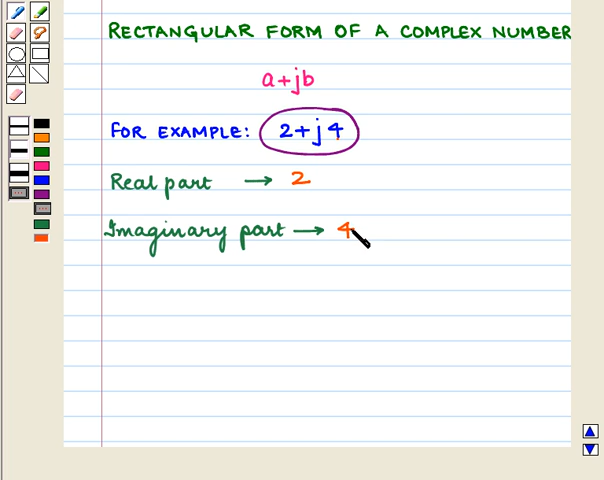 RECTANGULAR FORM OF A COMPLEX NUMBER
a+jb
FOR EXAMPLE: 2+j4
Real part → 2
Imaginary part → 4